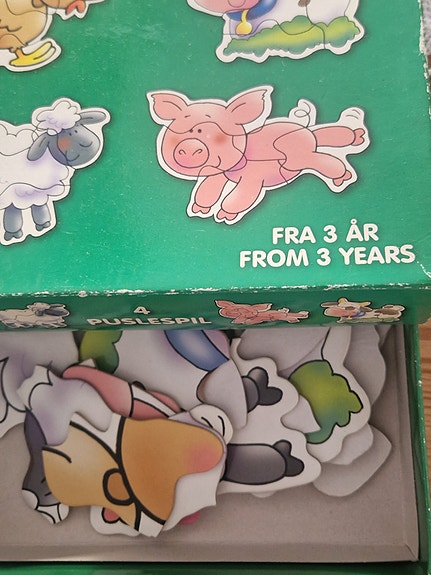 FRA 3 ÅR
FROM 3 YEARS
4
PUSLESPIL